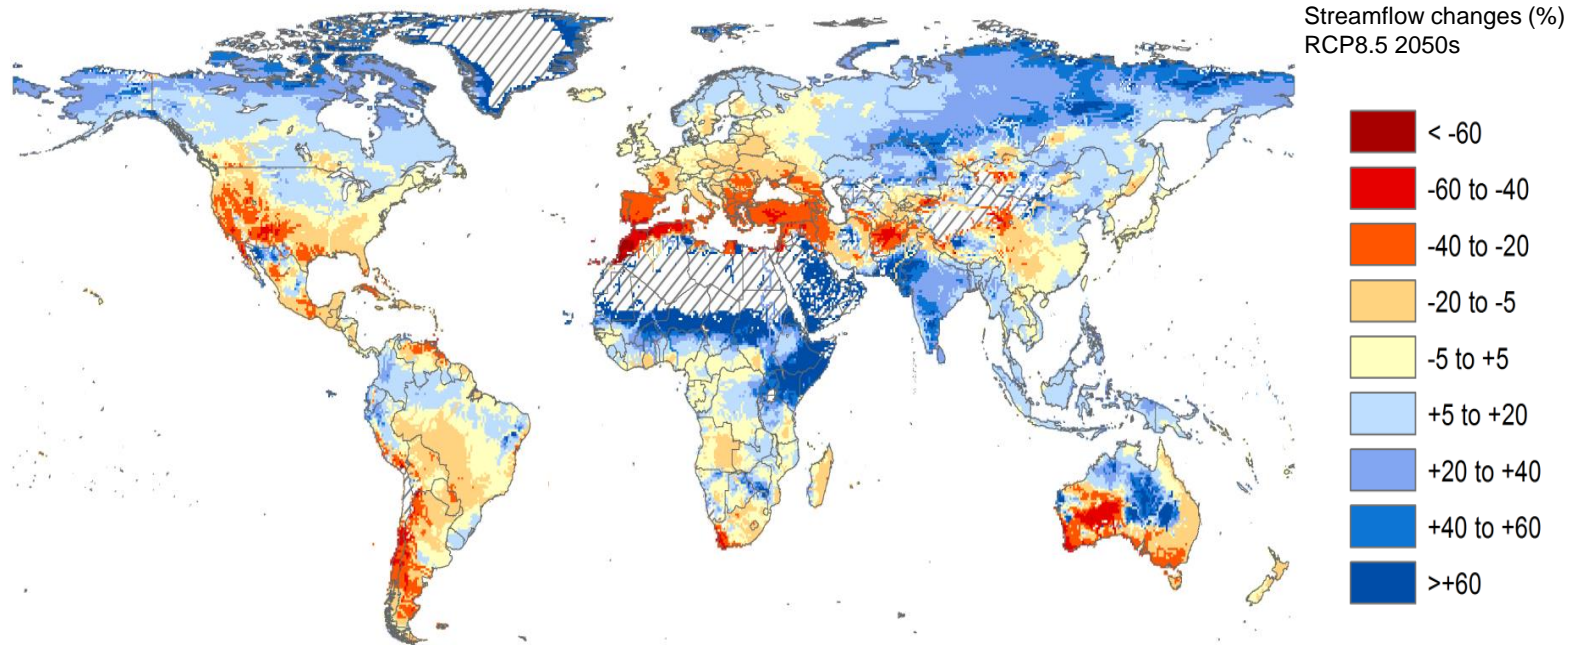 Streamflow changes (%)
RCP8.5 2050s
< -60
-60 to -40
-40 to -20
-20 to -5
-5 to +5
+5 to +20
+20 to +40
+40 to +60
>+60